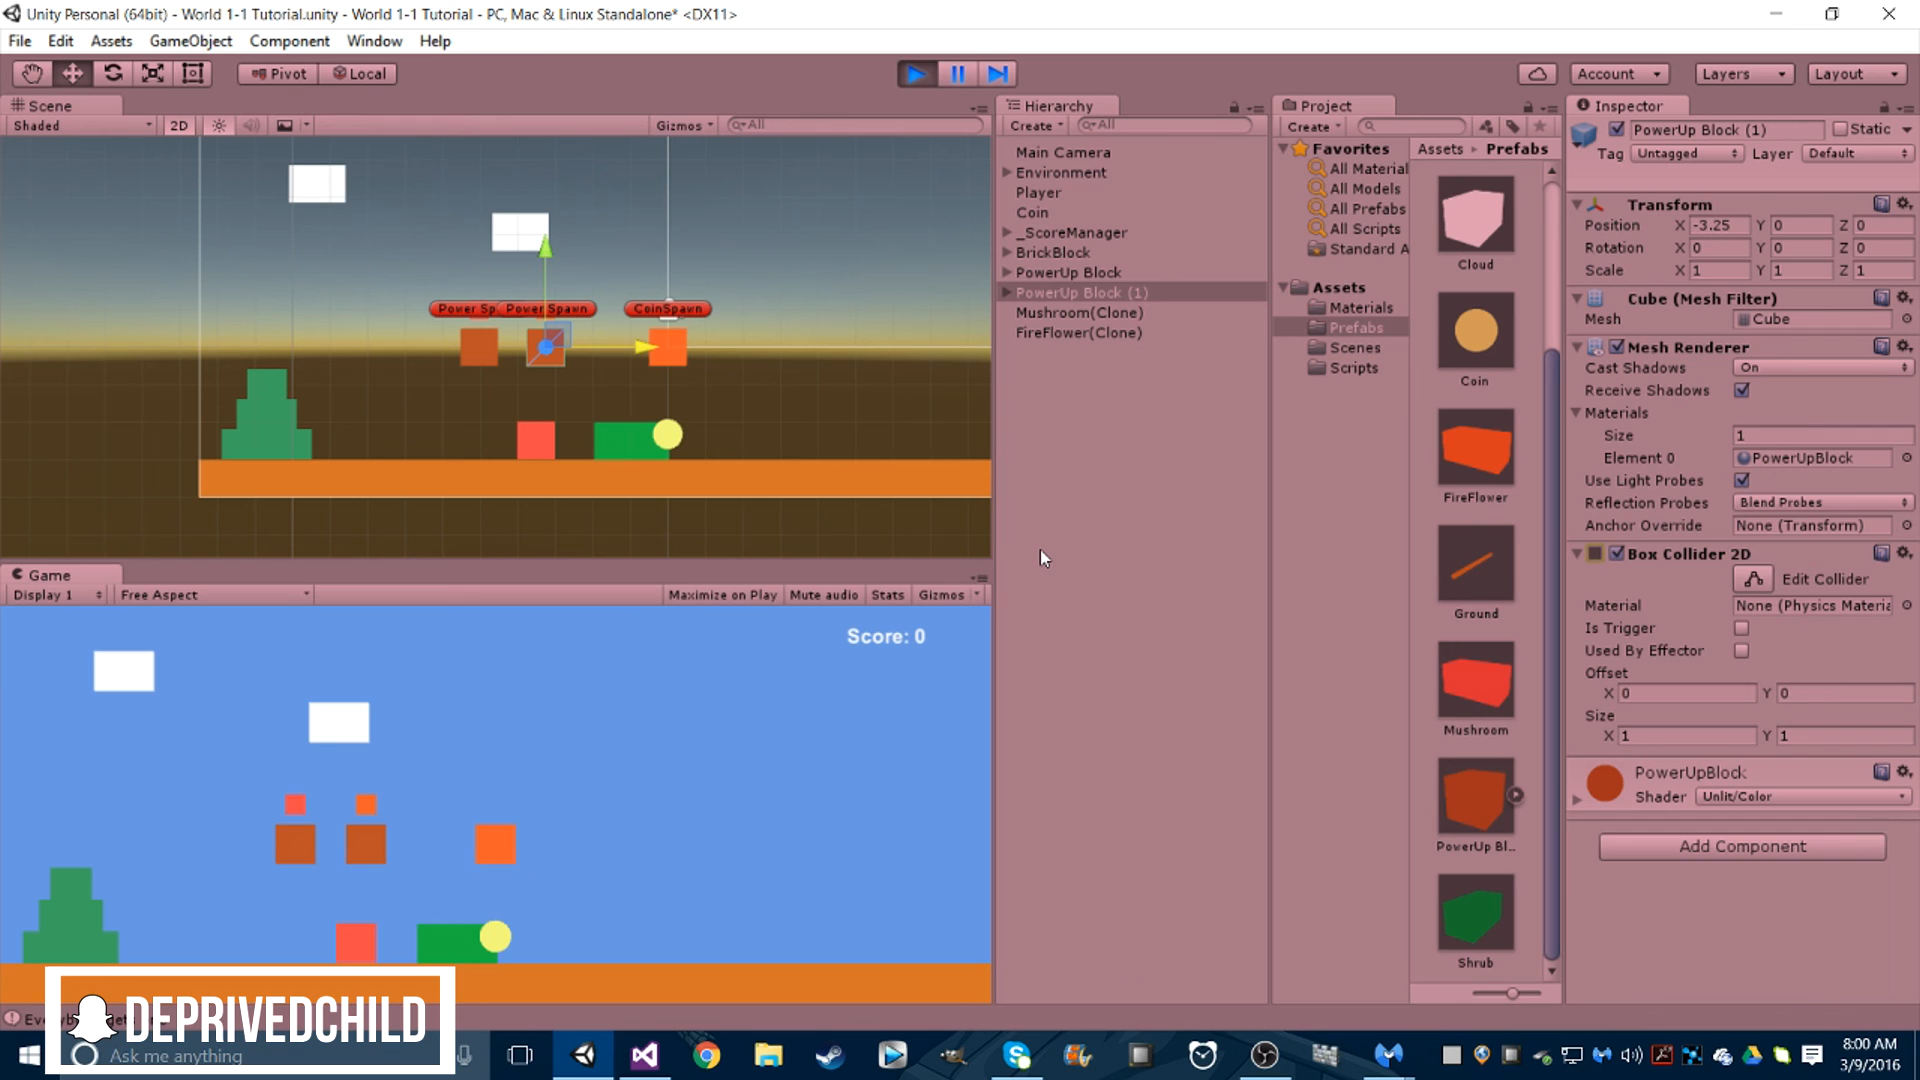 Unity Personal (64bit) - World 1-1 Tutorial.unity - World 1-1 Tutorial - PC, Mac & Linux Standalone* <DX11>
File Edit Assets GameObject Component Window Help
Pivot Local Account Layers Layout
Scene
Shaded 2D Gizmos All
Power Sp Power Spawn CoinSpawn
Game
Display 1 Free Aspect Maximize on Play Mute audio Stats Gizmos
Score: 0
Hierarchy
Create All
Main Camera
Environment
Player
Coin
_ScoreManager
BrickBlock
PowerUp Block
PowerUp Block (1)
Mushroom(Clone)
FireFlower(Clone)
Project
Create
Favorites
All Material
All Models
All Prefabs
All Scripts
Standard A
Assets
Materials
Prefabs
Scenes
Scripts
Assets Prefabs
Cloud
Coin
FireFlower
Ground
Mushroom
PowerUp Bl...
Shrub
Inspector
PowerUp Block (1) Static
Tag Untagged Layer Default
Transform
Position X -3.25 Y 0 Z 0
Rotation X 0 Y 0 Z 0
Scale X 1 Y 1 Z 1
Cube (Mesh Filter)
Mesh Cube
Mesh Renderer
Cast Shadows On
Receive Shadows
Materials
Size 1
Element 0 PowerUpBlock
Use Light Probes
Reflection Probes Blend Probes
Anchor Override None (Transform)
Box Collider 2D
Edit Collider
Material None (Physics Materia
Is Trigger
Used By Effector
Offset
X 0 Y 0
Size
X 1 Y 1
PowerUpBlock
Shader Unlit/Color
Add Component
DEPRIVEDCHILD
Ask me anything
8:00 AM
3/9/2016